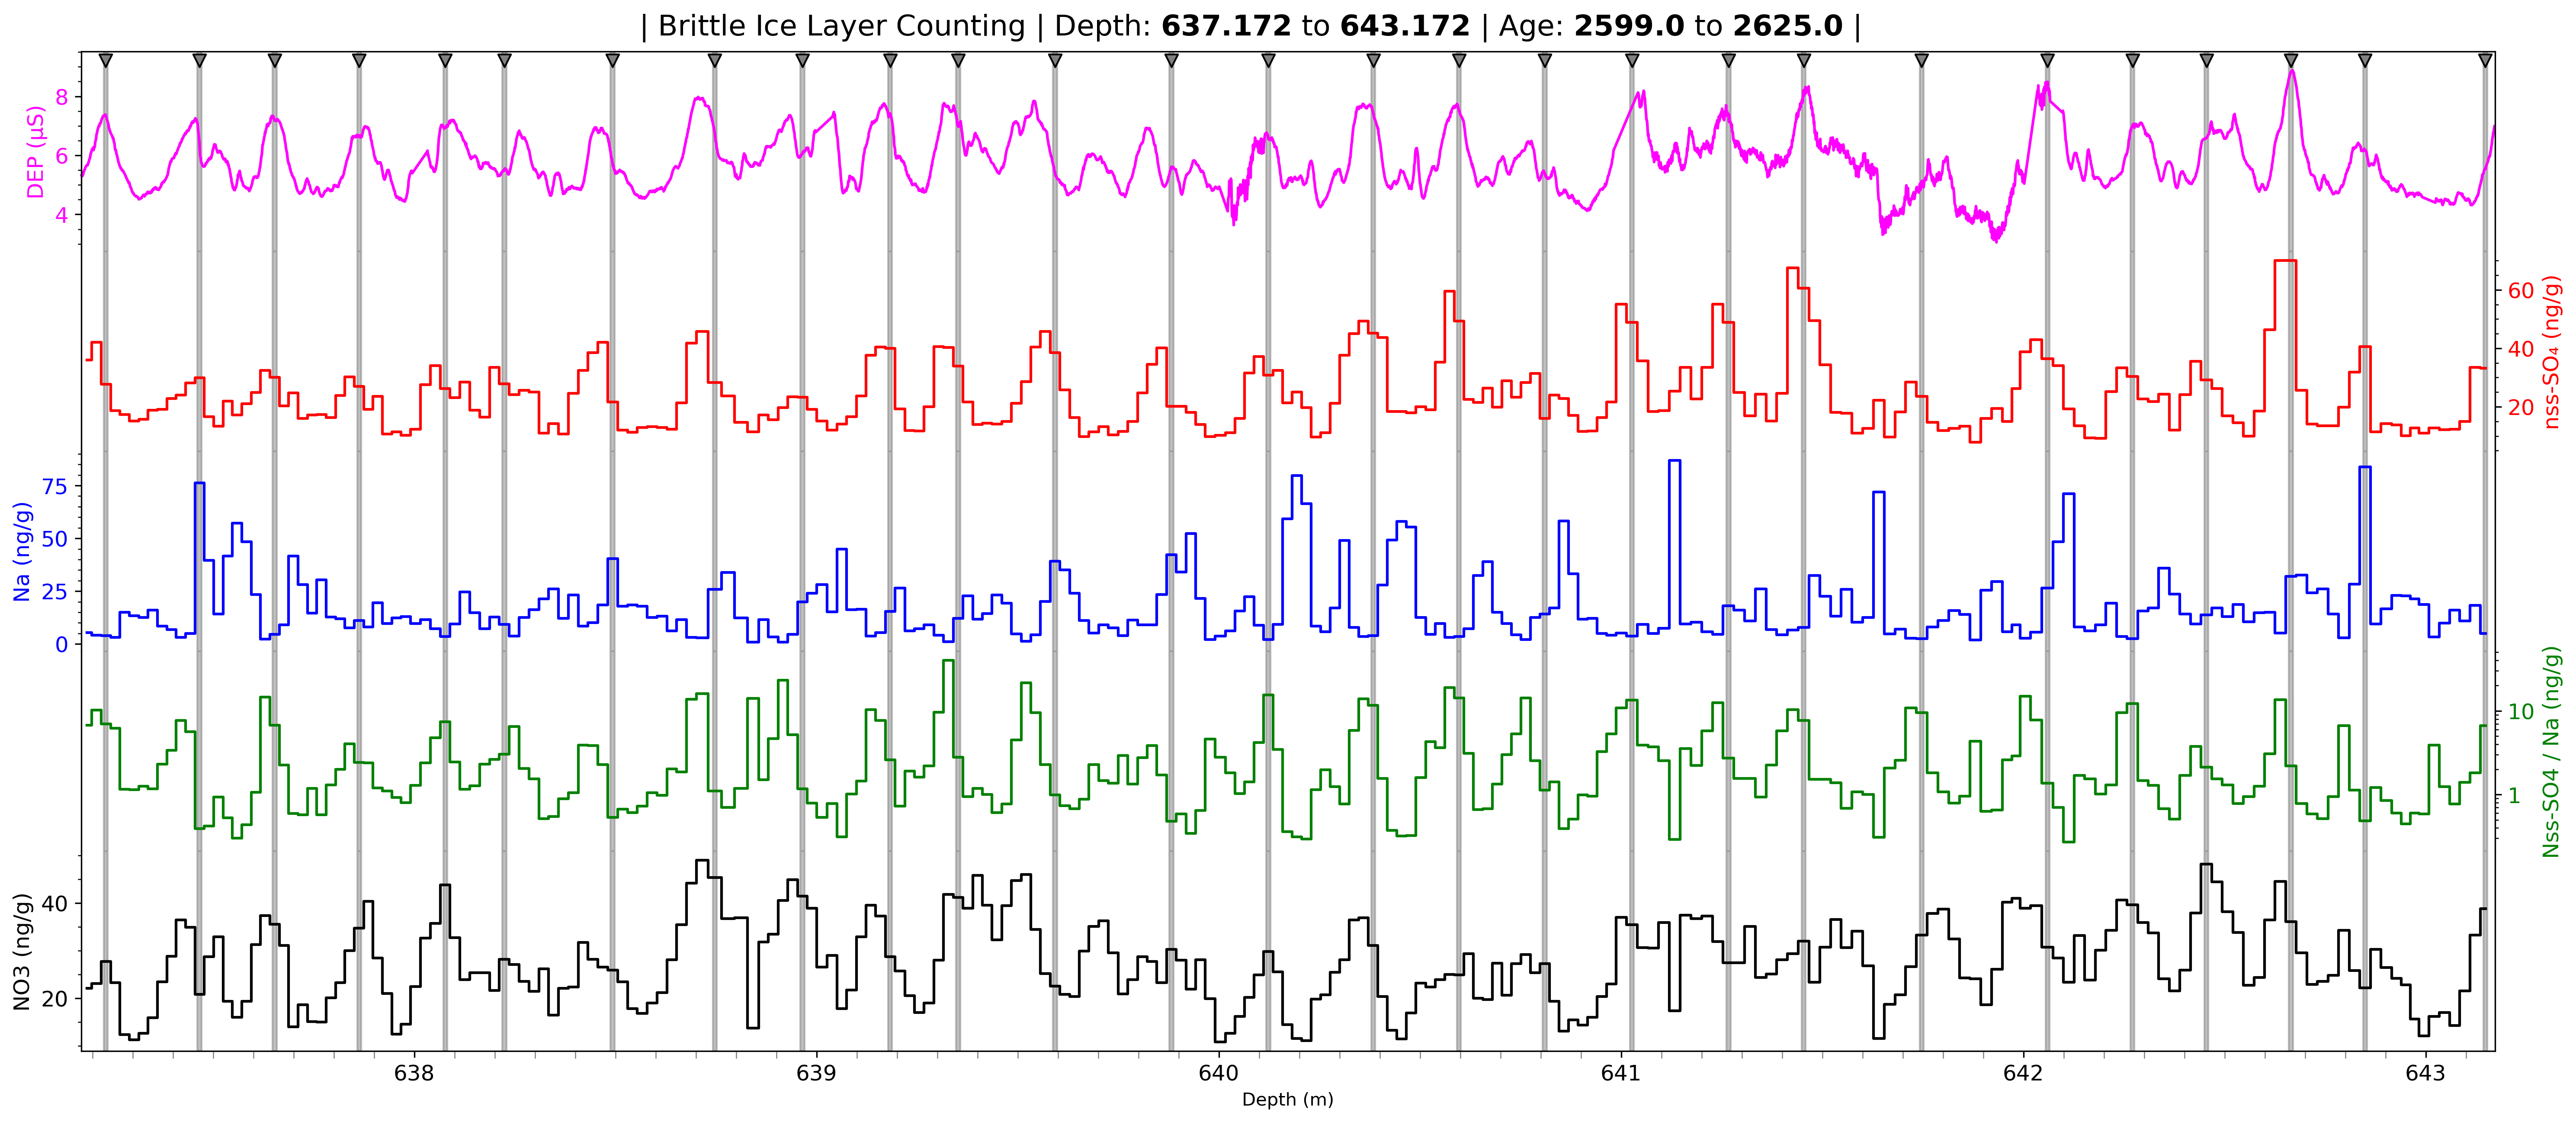 | Brittle Ice Layer Counting | Depth: 637.172 to 643.172 | Age: 2599.0 to 2625.0 |
DEP (µS)
8
6
4
nss-SO₄ (ng/g)
60
40
20
Na (ng/g)
75
50
25
0
Nss-SO4 / Na (ng/g)
10
1
NO3 (ng/g)
40
20
638 639 640 641 642 643
Depth (m)